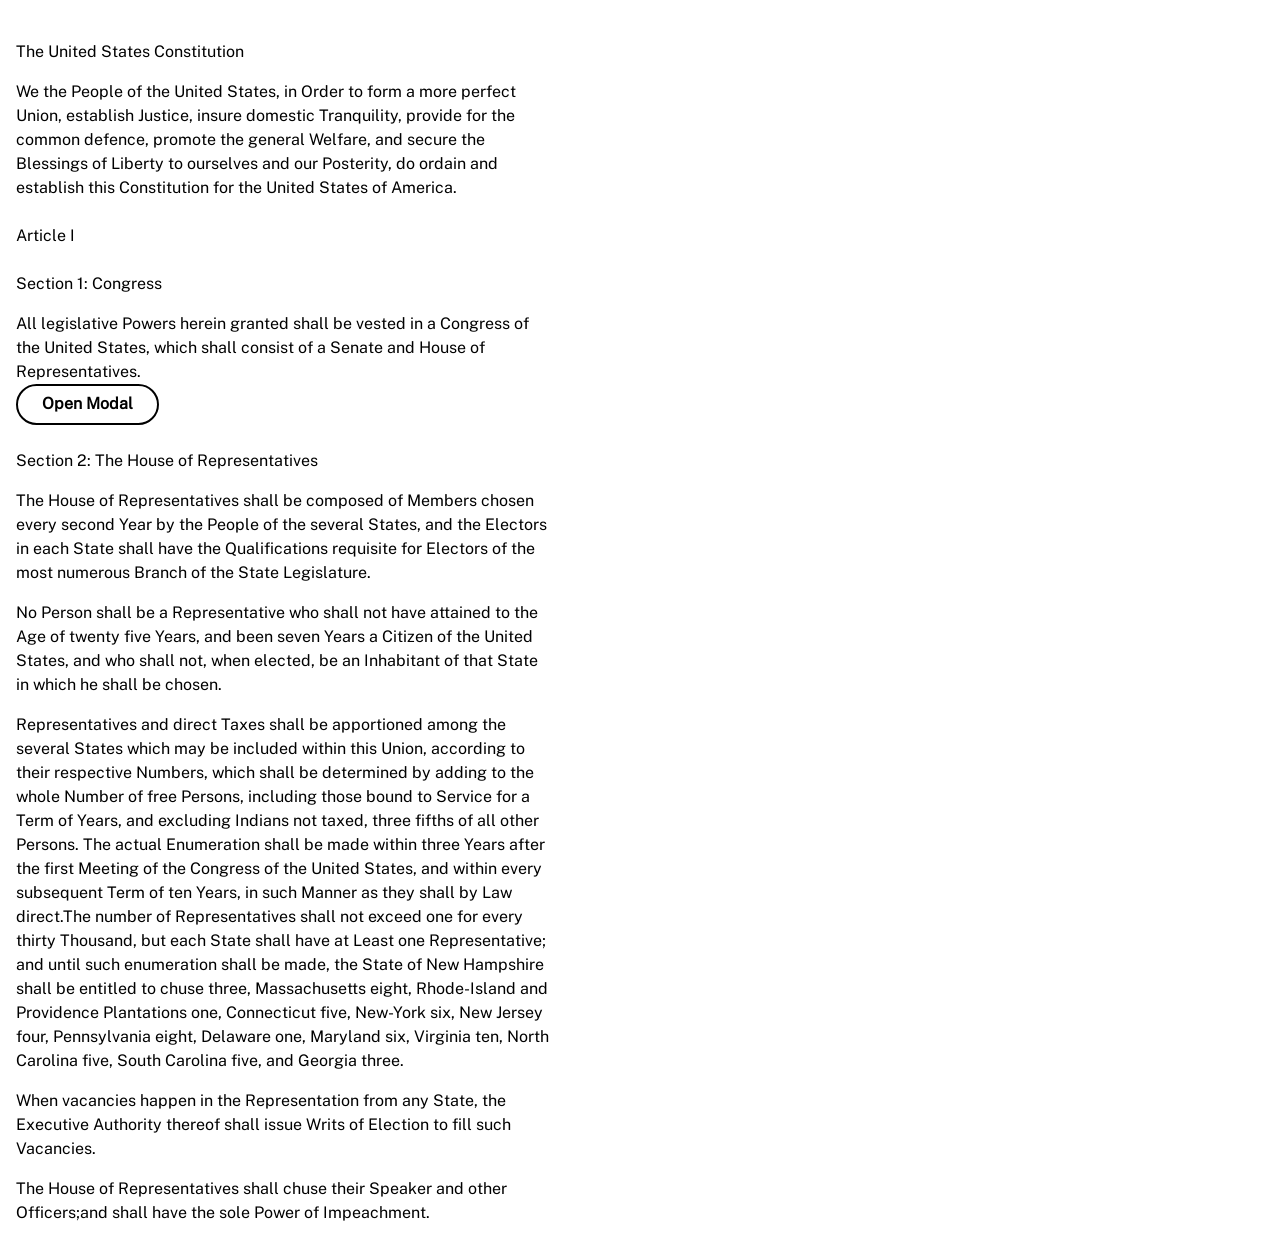 The United States Constitution
We the People of the United States, in Order to form a more perfect
Union, establish Justice, insure domestic Tranquility, provide for the
common defence, promote the general Welfare, and secure the
Blessings of Liberty to ourselves and our Posterity, do ordain and
establish this Constitution for the United States of America.
Article I
Section 1: Congress
All legislative Powers herein granted shall be vested in a Congress of
the United States, which shall consist of a Senate and House of
Representatives.
Open Modal
Section 2: The House of Representatives
The House of Representatives shall be composed of Members chosen
every second Year by the People of the several States, and the Electors
in each State shall have the Qualifications requisite for Electors of the
most numerous Branch of the State Legislature.
No Person shall be a Representative who shall not have attained to the
Age of twenty five Years, and been seven Years a Citizen of the United
States, and who shall not, when elected, be an Inhabitant of that State
in which he shall be chosen.
Representatives and direct Taxes shall be apportioned among the
several States which may be included within this Union, according to
their respective Numbers, which shall be determined by adding to the
whole Number of free Persons, including those bound to Service for a
Term of Years, and excluding Indians not taxed, three fifths of all other
Persons. The actual Enumeration shall be made within three Years after
the first Meeting of the Congress of the United States, and within every
subsequent Term of ten Years, in such Manner as they shall by Law
direct.The number of Representatives shall not exceed one for every
thirty Thousand, but each State shall have at Least one Representative;
and until such enumeration shall be made, the State of New Hampshire
shall be entitled to chuse three, Massachusetts eight, Rhode-Island and
Providence Plantations one, Connecticut five, New-York six, New Jersey
four, Pennsylvania eight, Delaware one, Maryland six, Virginia ten, North
Carolina five, South Carolina five, and Georgia three.
When vacancies happen in the Representation from any State, the
Executive Authority thereof shall issue Writs of Election to fill such
Vacancies.
The House of Representatives shall chuse their Speaker and other
Officers;and shall have the sole Power of Impeachment.